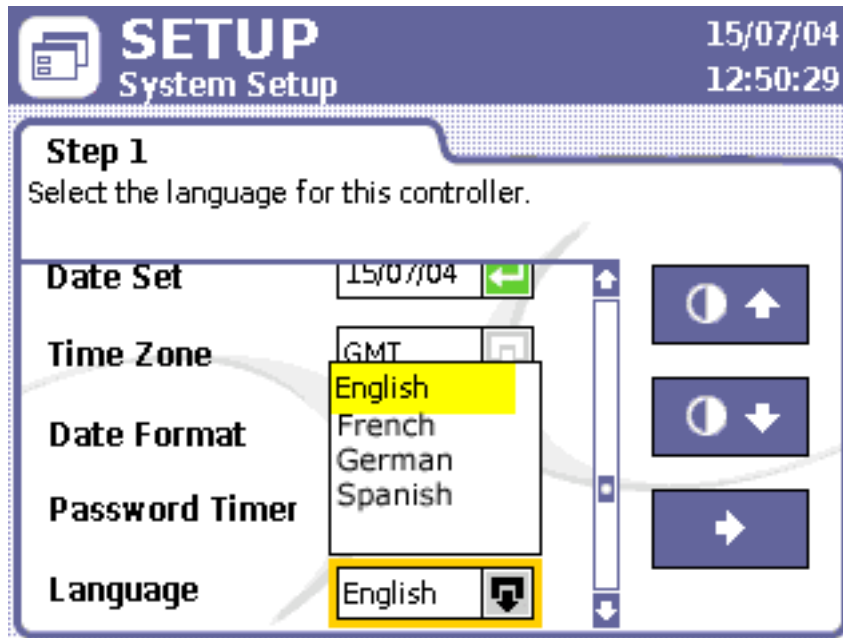 SETUP
System Setup
15/07/04
12:50:29
Step 1
Select the language for this controller.
Date Set
15/07/04
Time Zone
GMT
English
French
German
Spanish
Date Format
Password Timer
Language
English